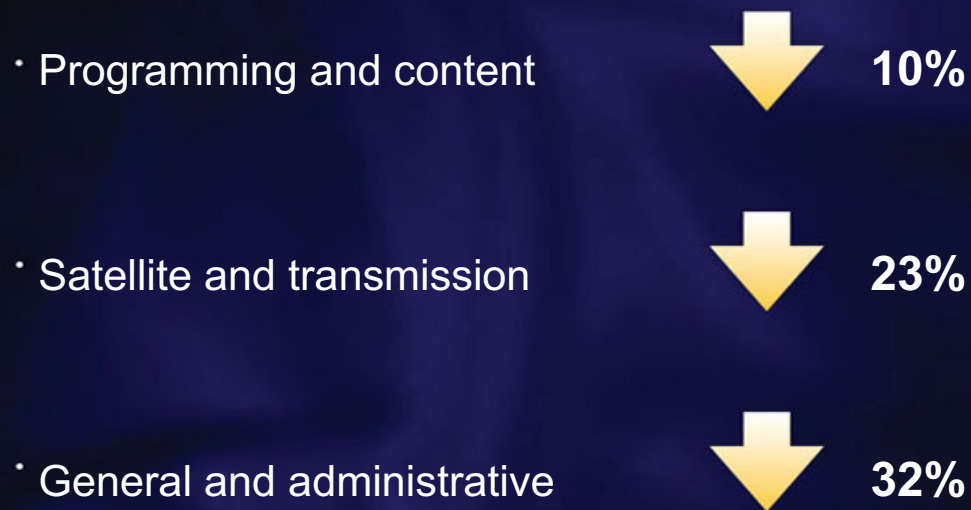 • Programming and content 10%
• Satellite and transmission 23%
• General and administrative 32%